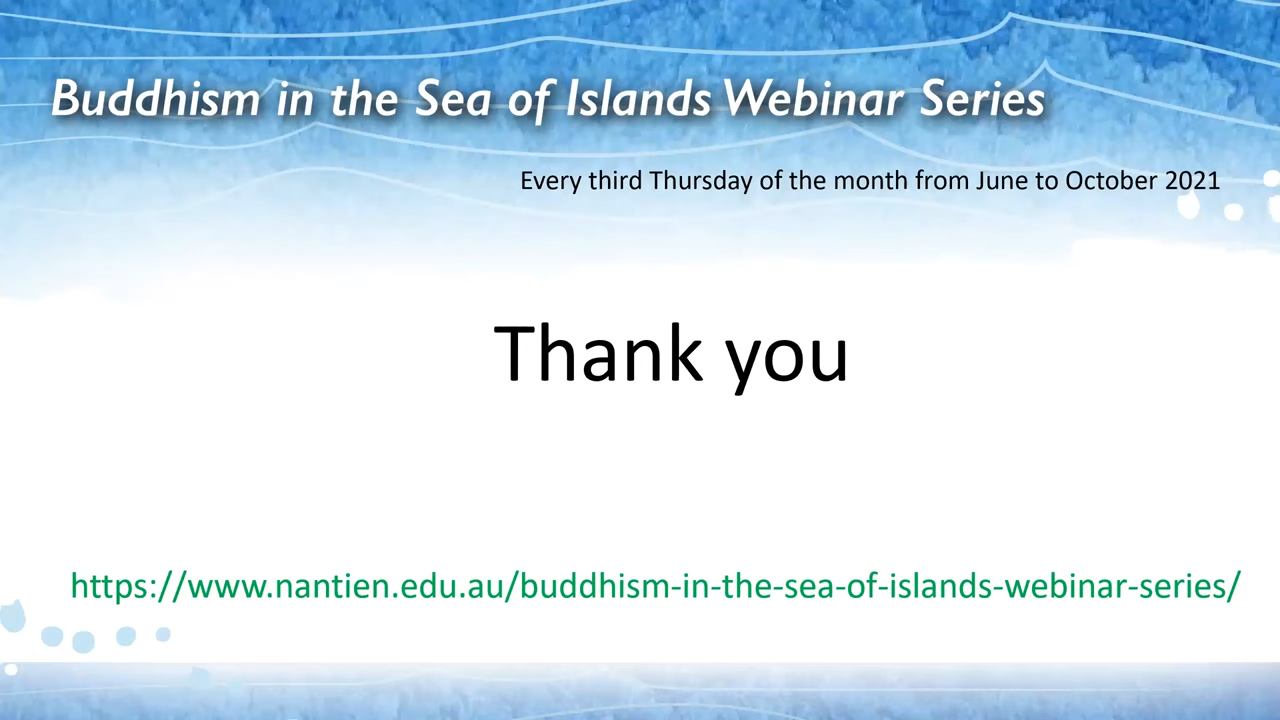 Buddhism in the Sea of Islands Webinar Series
Every third Thursday of the month from June to October 2021
Thank you
https://www.nantien.edu.au/buddhism-in-the-sea-of-islands-webinar-series/